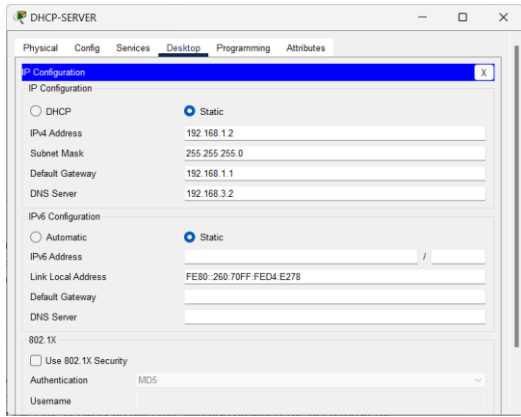 DHCP-SERVER
Physical Config Services Desktop Programming Attributes
IP Configuration X
IP Configuration
DHCP Static
IPv4 Address 192.168.1.2
Subnet Mask 255.255.255.0
Default Gateway 192.168.1.1
DNS Server 192.168.3.2
IPv6 Configuration
Automatic Static
IPv6 Address /
Link Local Address FE80::260:70FF:FED4:E278
Default Gateway
DNS Server
802.1X
Use 802.1X Security
Authentication MD5
Username